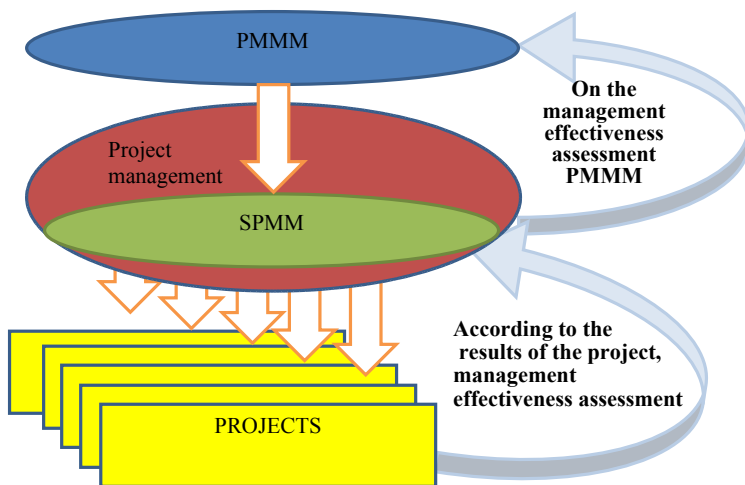 PMMM
On the
management
effectiveness
assessment
PMMM
Project
management
SPMM
According to the
results of the project,
management
effectiveness assessment
PROJECTS